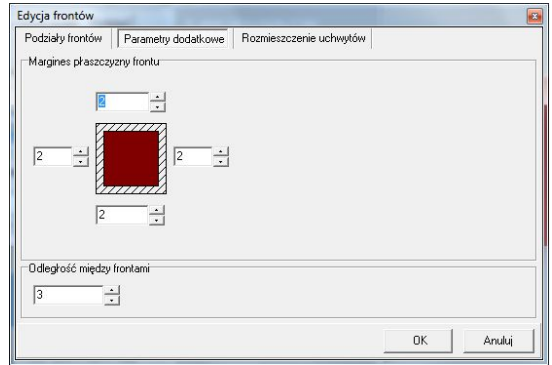 Edycja frontów
Podziały frontów Parametry dodatkowe Rozmieszczenie uchwytów
Margines płaszczyzny frontu
2
2 2
2
Odległość między frontami
3
OK Anuluj